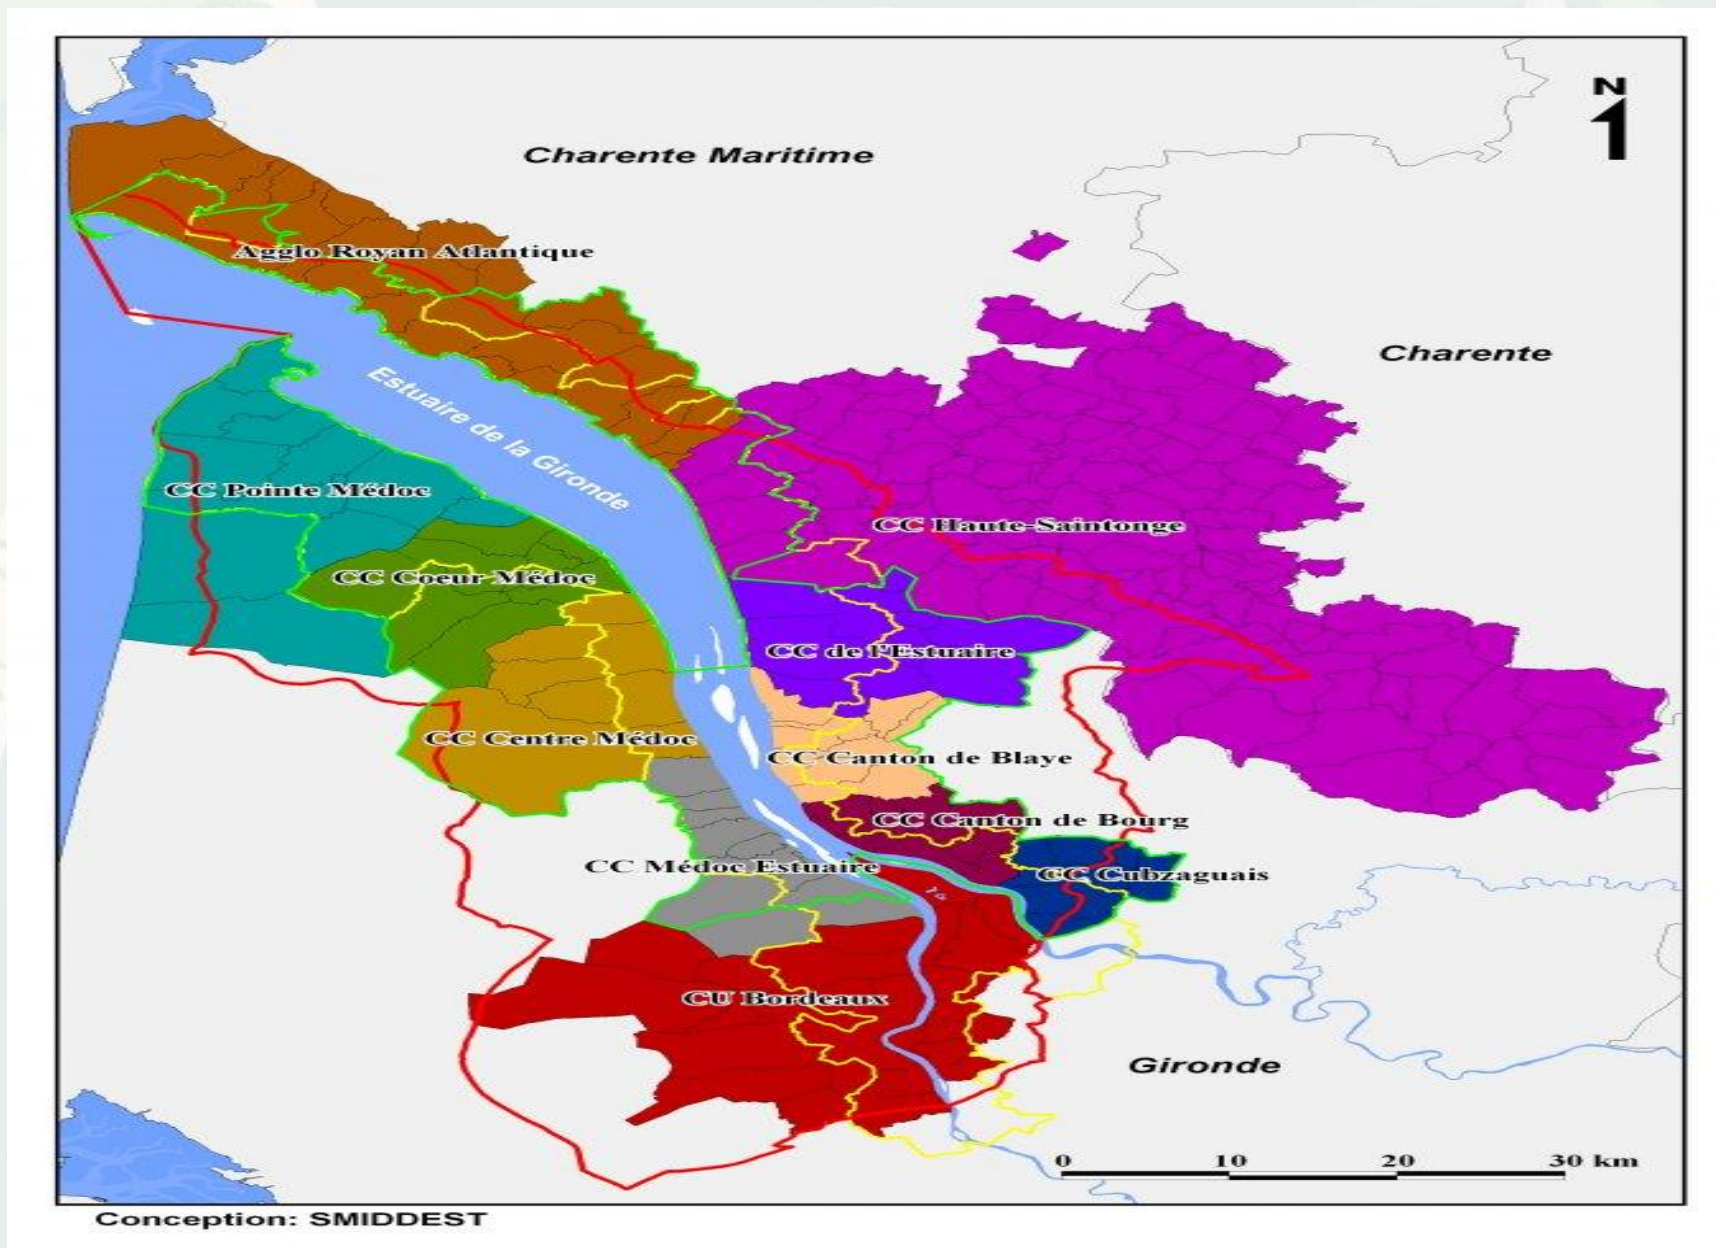 N
Charente Maritime
Agglo Royan Atlantique
Charente
Estuaire de la Gironde
CC Pointe Médoc
CC Haute-Saintonge
CC Coeur Médoc
CC de l'Estuaire
CC Centre Médoc
CC Canton de Blaye
CC Canton de Bourg
CC Médoc Estuaire
CC Cubzaguais
CU Bordeaux
Gironde
0 10 20 30 km
Conception: SMIDDEST